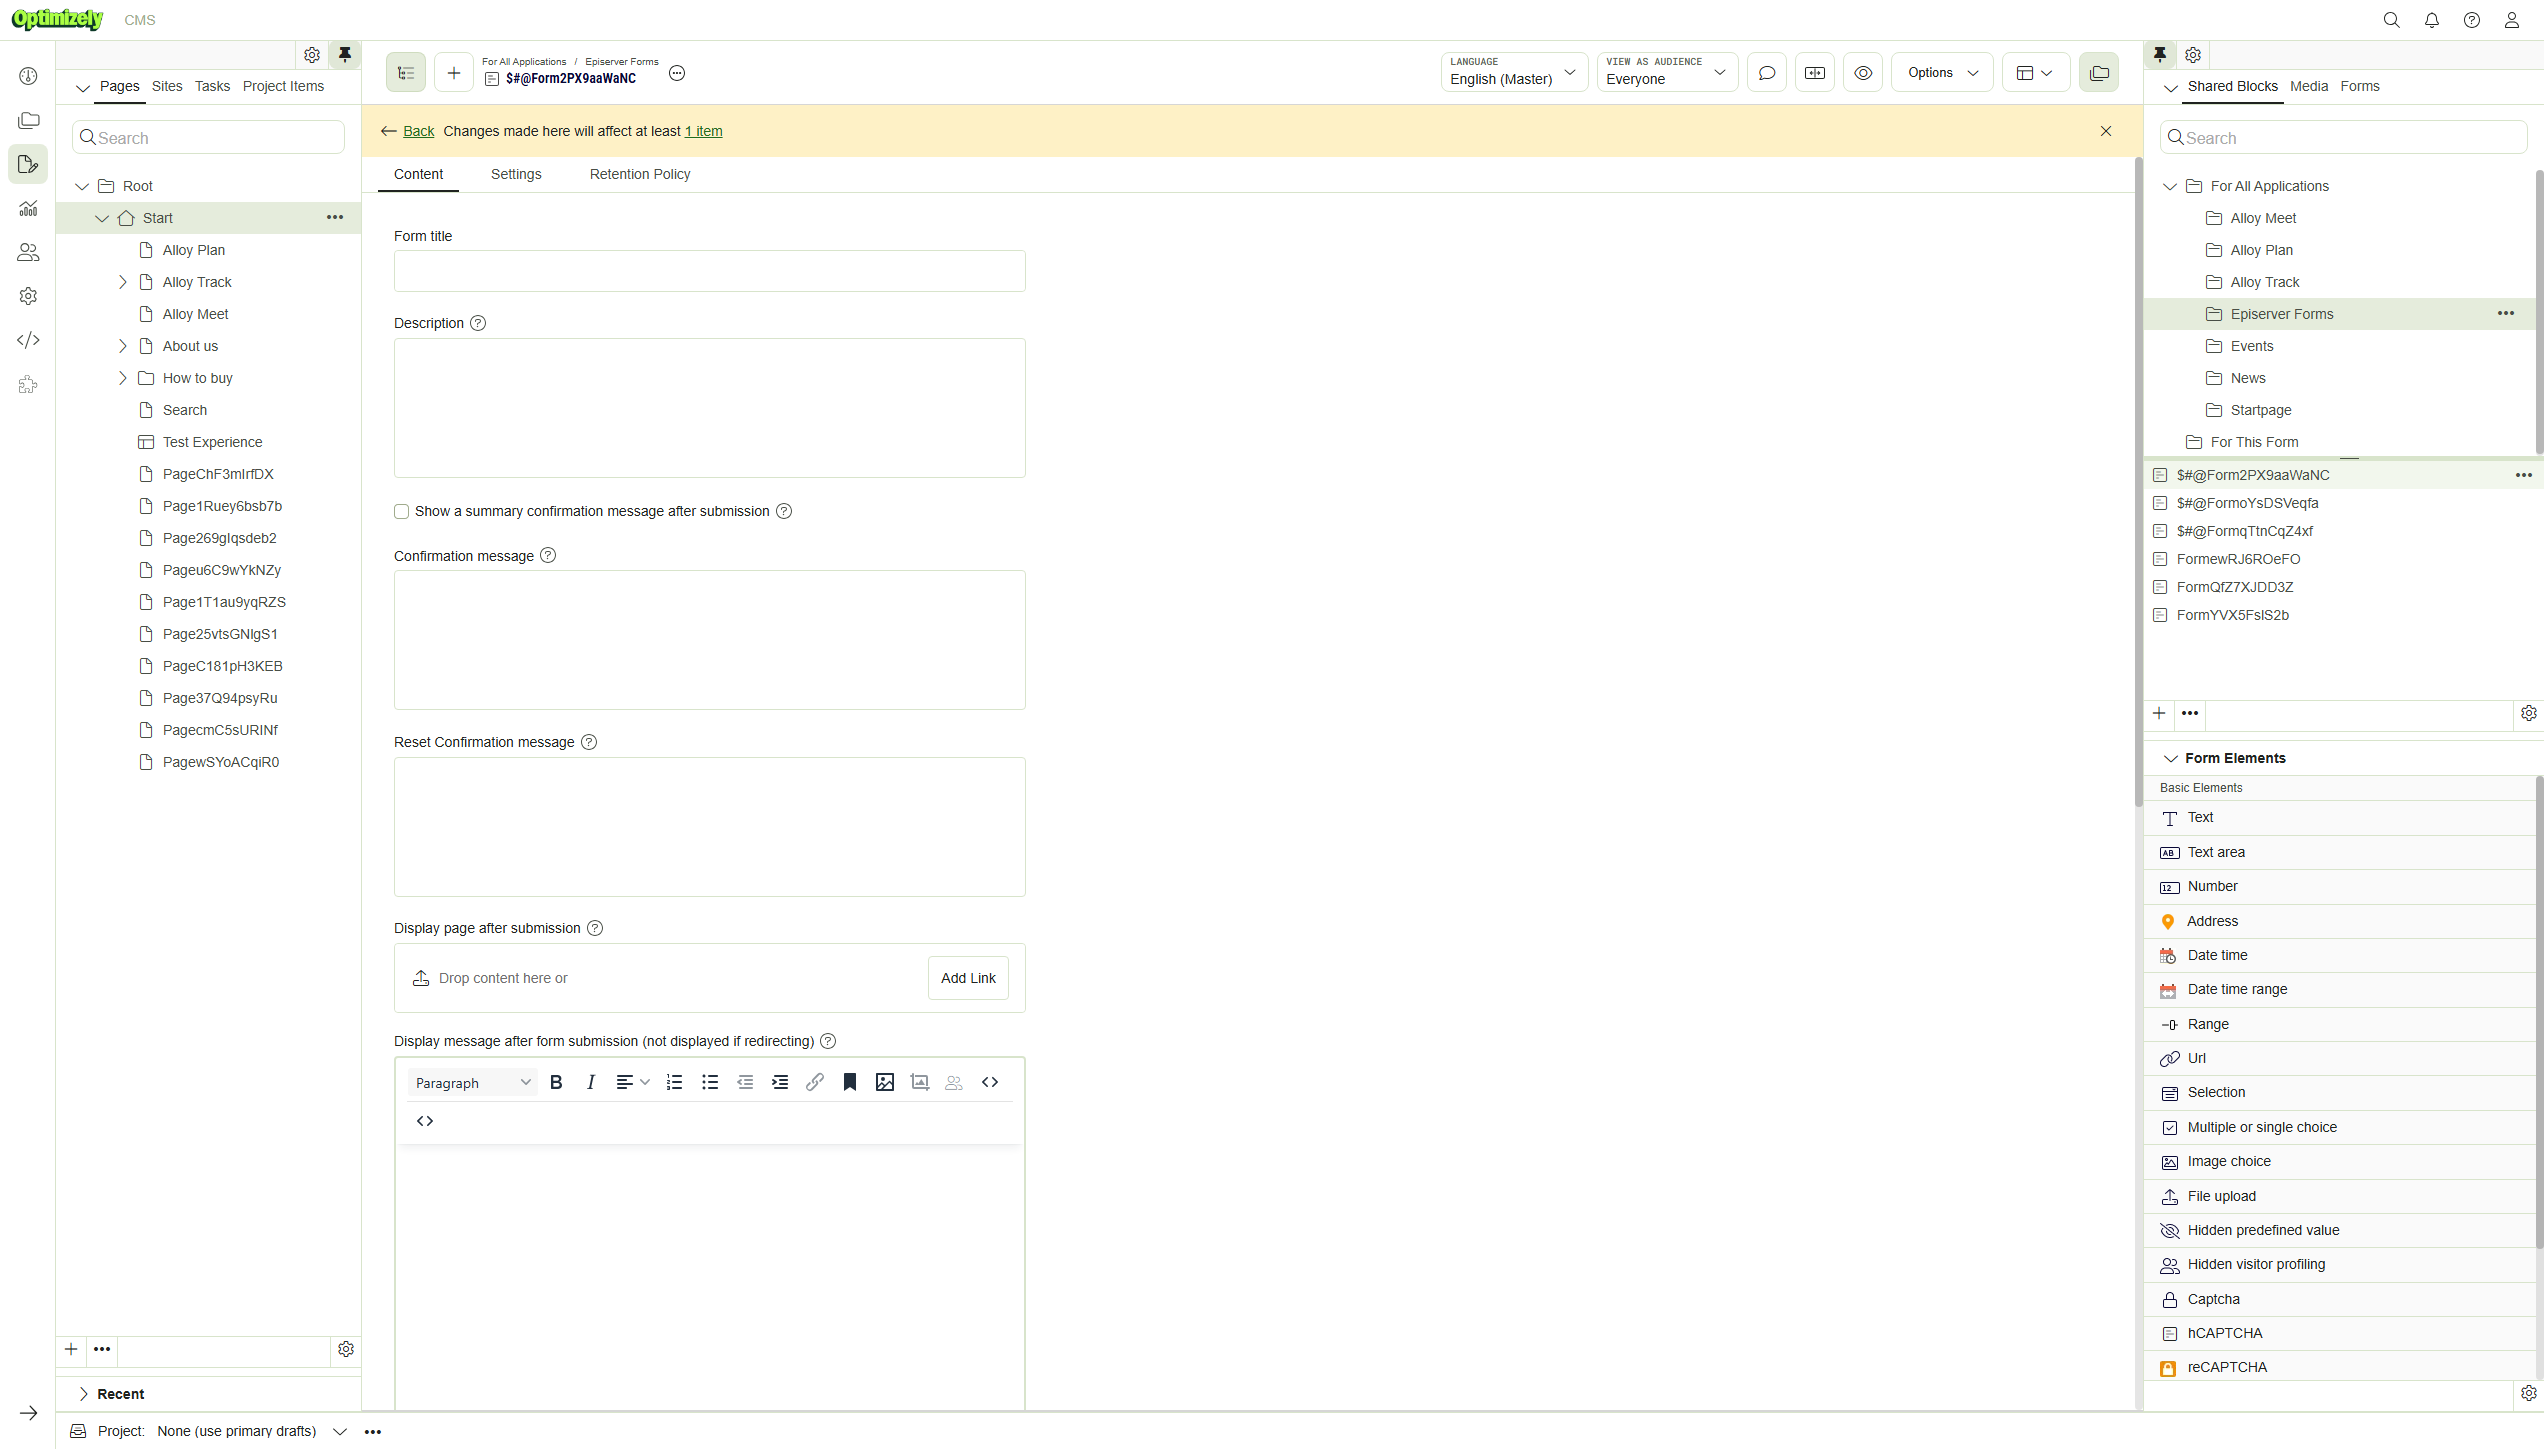 Optimizely CMS
Pages Sites Tasks Project Items
Search
Root
Start
Alloy Plan
Alloy Track
Alloy Meet
About us
How to buy
Search
Test Experience
PageChF3mIrfDX
Page1Ruey6bsb7b
Page269glqsdeb2
Pageu6C9wYkNZy
Page1T1au9yqRZS
Page25vtsGNlgS1
PageC181pH3KEB
Page37Q94psyRu
PagecmC5sURlNf
PagewSYoACqiR0
Recent
Project: None (use primary drafts)
For All Applications / Episerver Forms
$#@Form2PX9aaWaNC
LANGUAGE
English (Master)
VIEW AS AUDIENCE
Everyone
Options
Back Changes made here will affect at least 1 item
Content Settings Retention Policy
Form title
Description
Show a summary confirmation message after submission
Confirmation message
Reset Confirmation message
Display page after submission
Drop content here or Add Link
Display message after form submission (not displayed if redirecting)
Paragraph
Shared Blocks Media Forms
Search
For All Applications
Alloy Meet
Alloy Plan
Alloy Track
Episerver Forms
Events
News
Startpage
For This Form
$#@Form2PX9aaWaNC
$#@FormoYsDSVeqfa
$#@FormqTtnCqZ4xf
FormewRJ6ROeFO
FormQfZ7XJDD3Z
FormYVX5FsIS2b
Form Elements
Basic Elements
Text
Text area
Number
Address
Date time
Date time range
Range
Url
Selection
Multiple or single choice
Image choice
File upload
Hidden predefined value
Hidden visitor profiling
Captcha
hCAPTCHA
reCAPTCHA